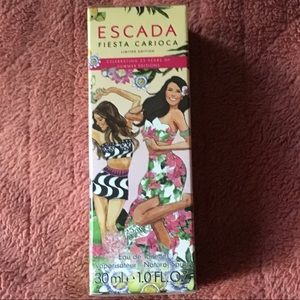 ESCADA
FIESTA CARIOCA
LIMITED EDITION
CELEBRATING 25 YEARS OF
SUMMER EDITIONS
Eau de Toilette
Vaporisateur · Natural Spray
30 ml · 1.0 FL.O